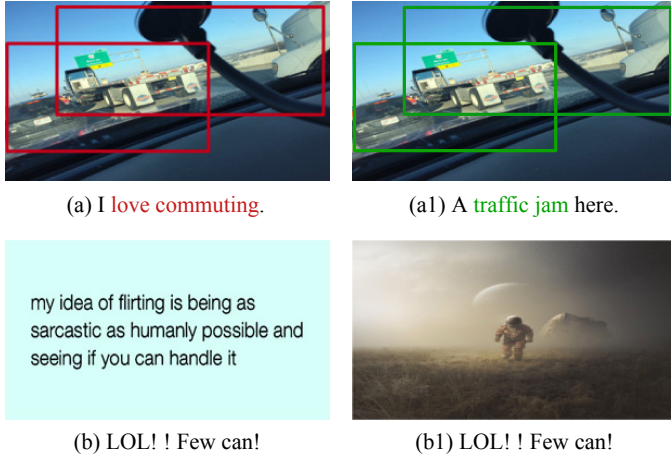 (a) I love commuting.
(a1) A traffic jam here.
my idea of flirting is being as
sarcastic as humanly possible and
seeing if you can handle it
(b) LOL! ! Few can!
(b1) LOL! ! Few can!